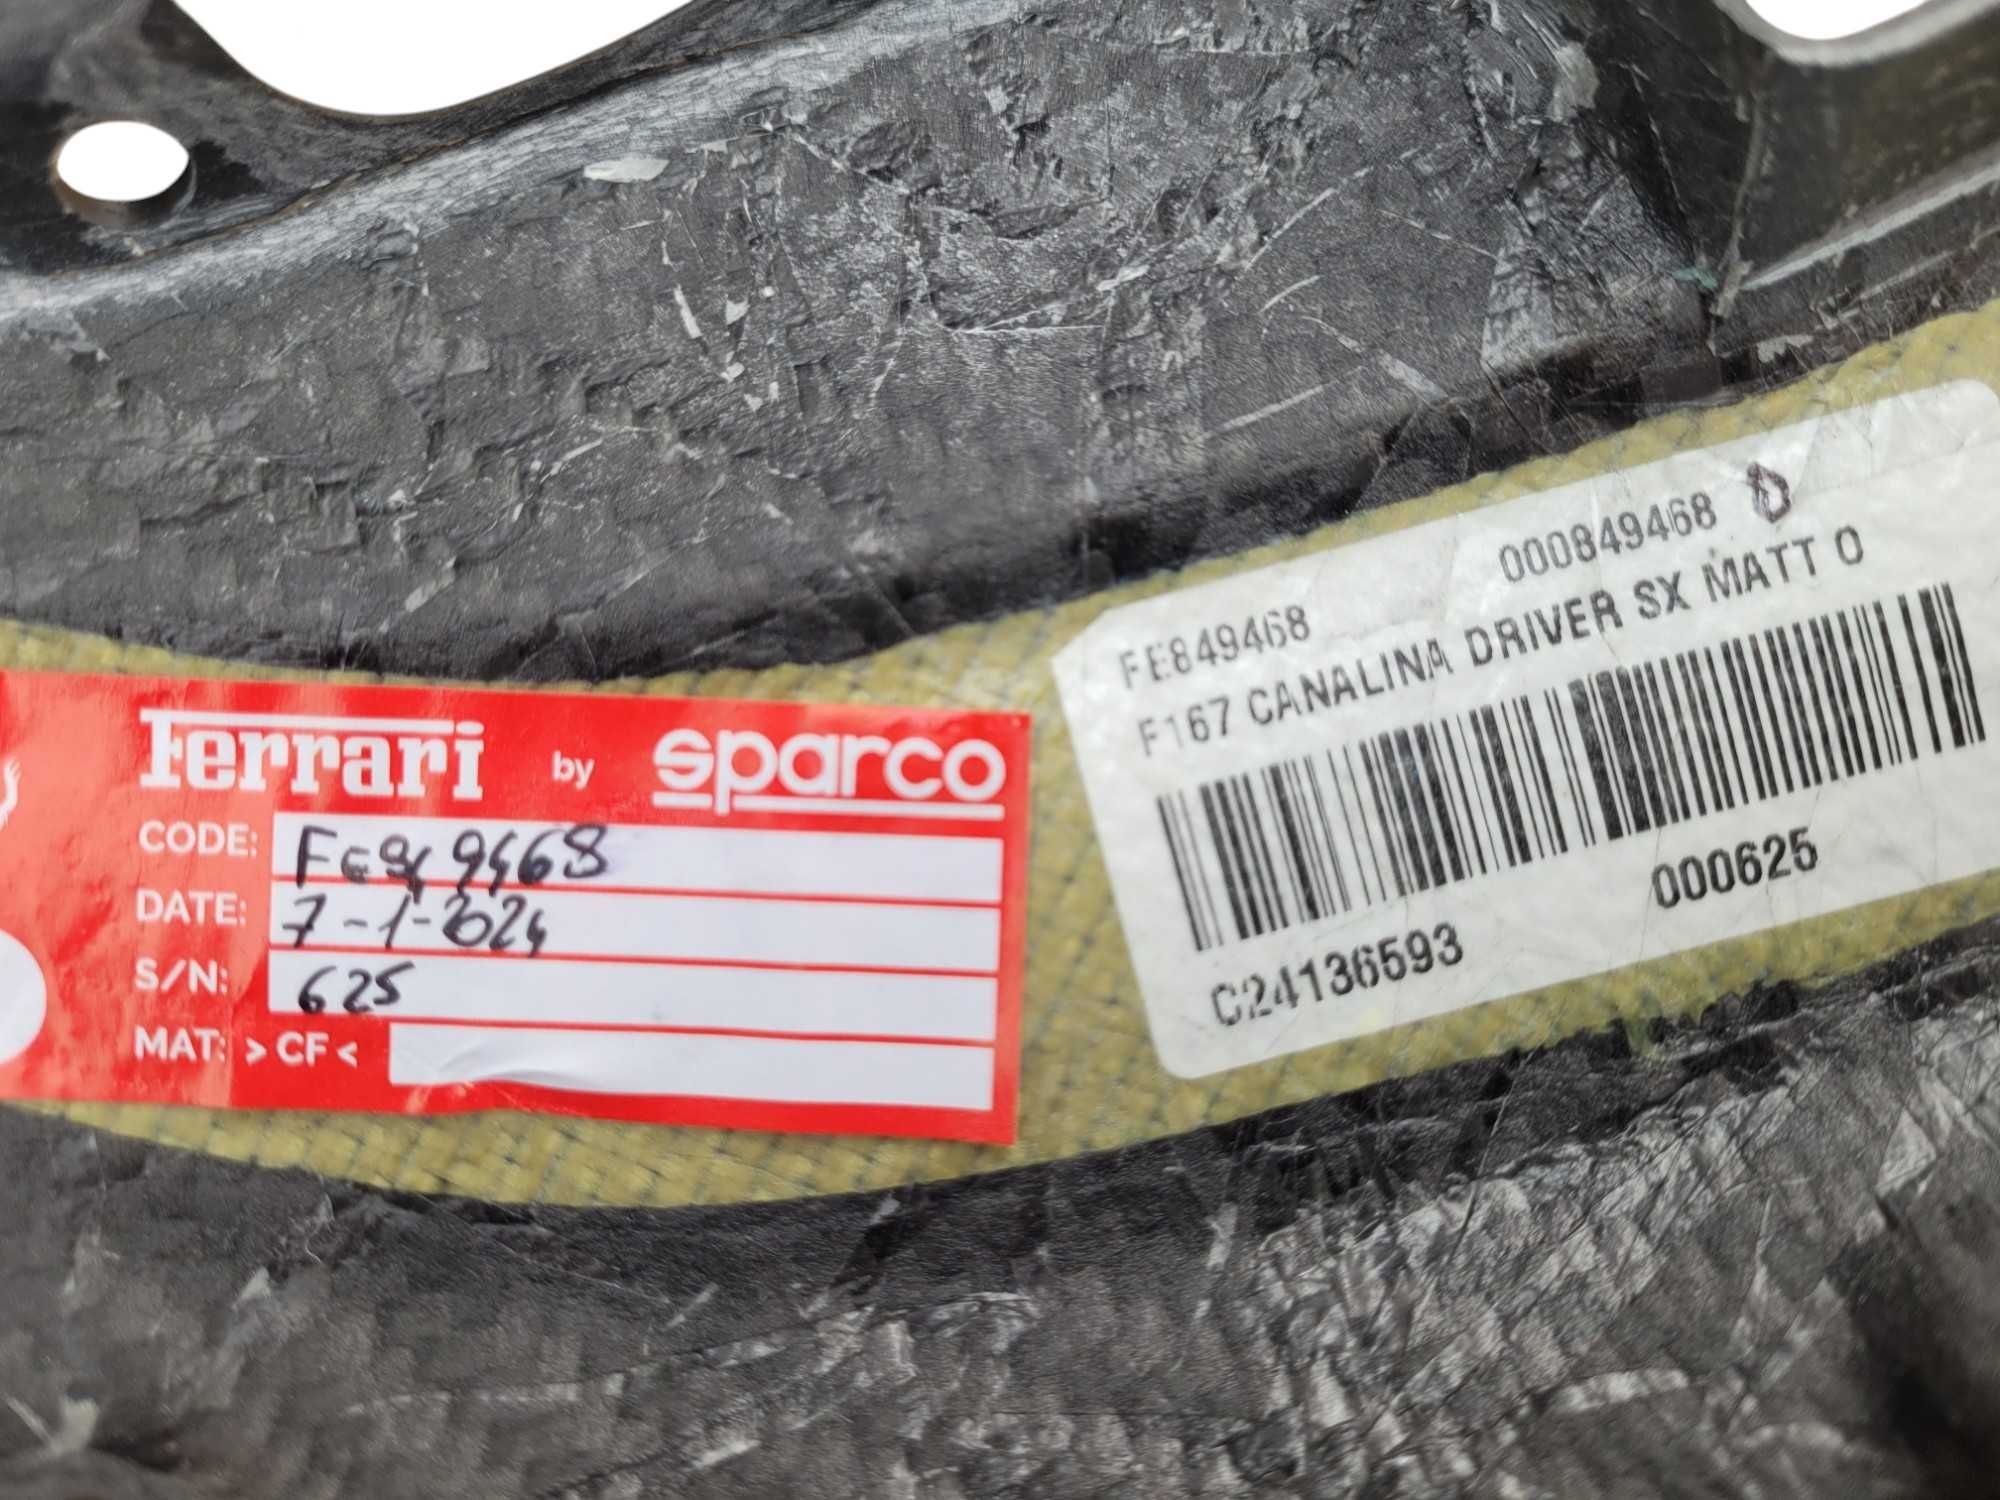 Ferrari by sparco
CODE: FE849468
DATE: 7-1-2024
S/N: 625
MAT: >CF<
FE849468 000849468 D
F167 CANALINA DRIVER SX MATT O
C24136593 000625